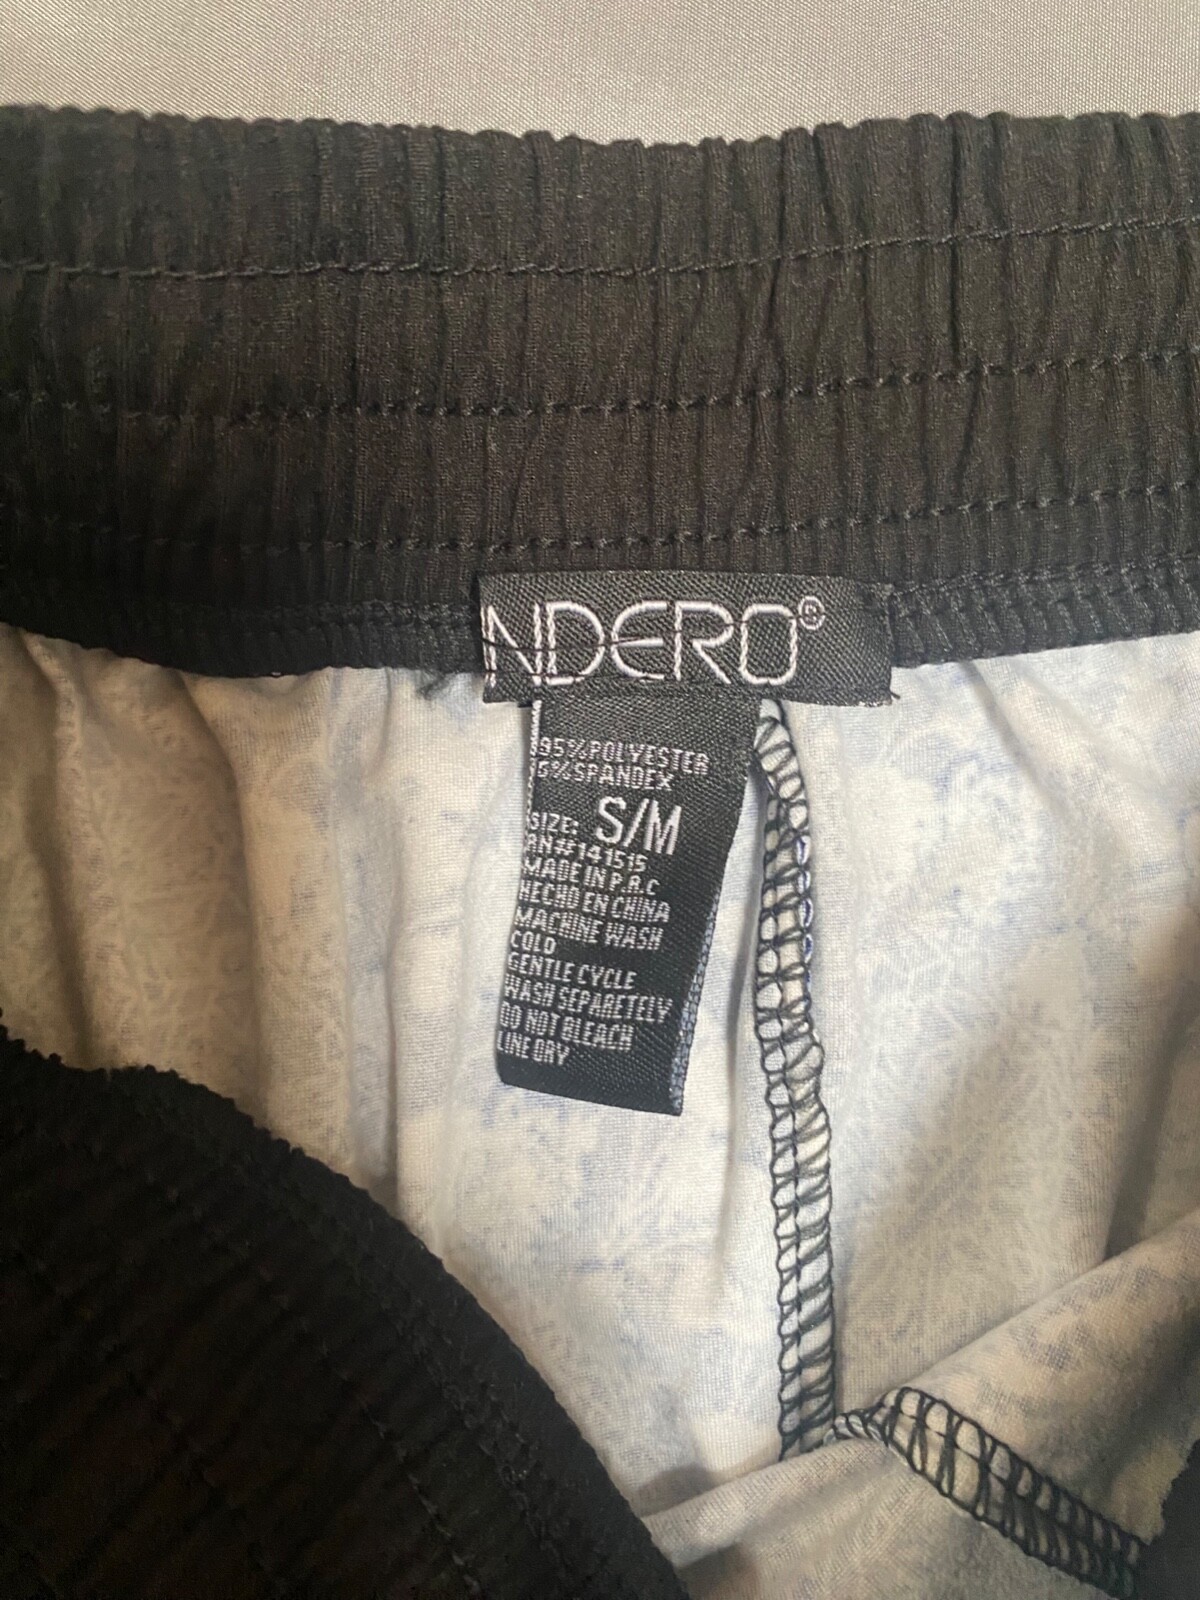 NDERO®
95%POLYESTER
5%SPANDEX
SIZE: S/M
RN#141515
MADE IN P.R.C
HECHO EN CHINA
MACHINE WASH
COLD
GENTLE CYCLE
WASH SEPARETELY
DO NOT BLEACH
LINE DRY